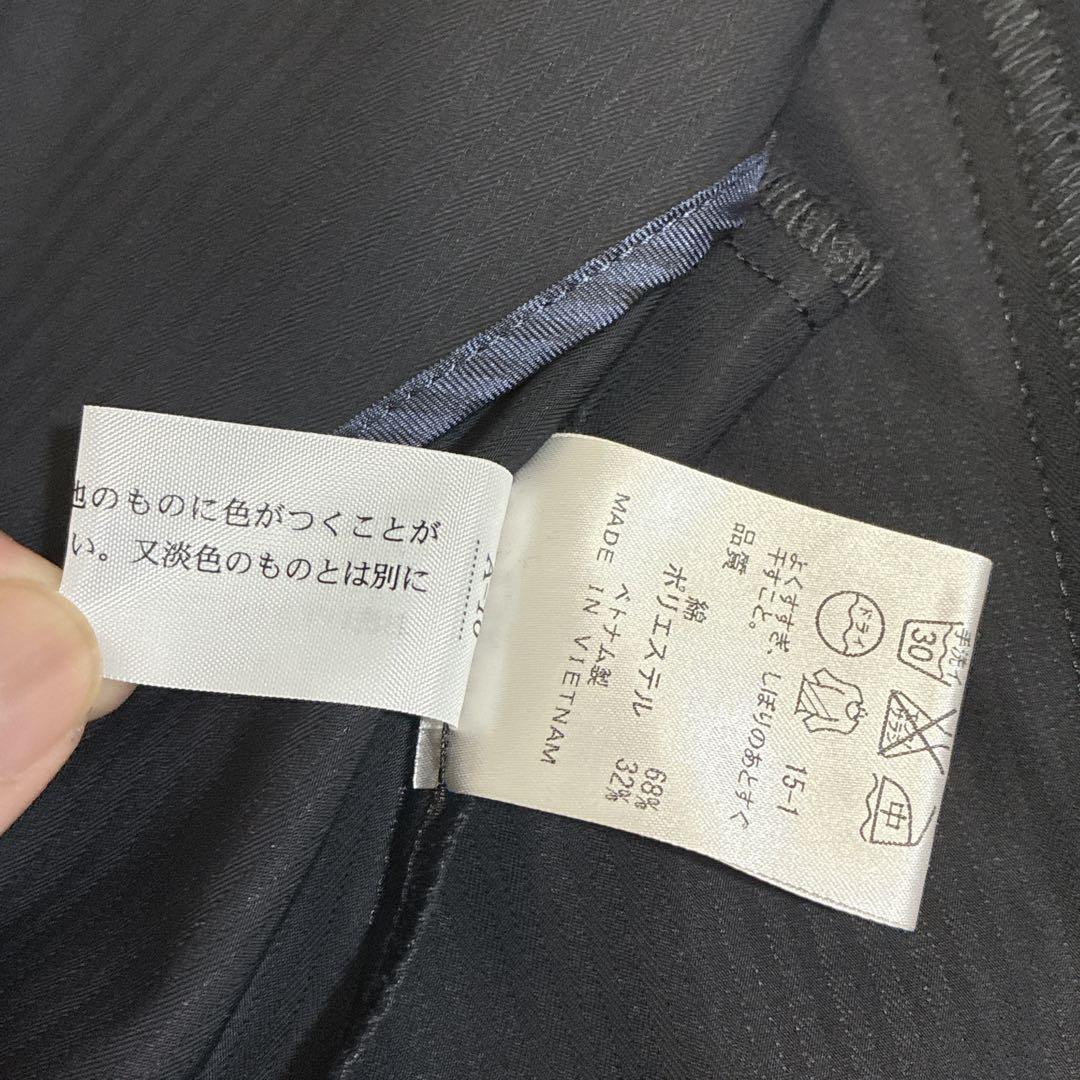 のものに色がつくことが
い。又淡色のものとは別に
手洗イ
30
中
ドライ
15-1
よくすすぎ、しぼりのあとすぐ
手すこと。
品質
綿 68%
ポリエステル 32%
ベトナム製
MADE IN VIETNAM